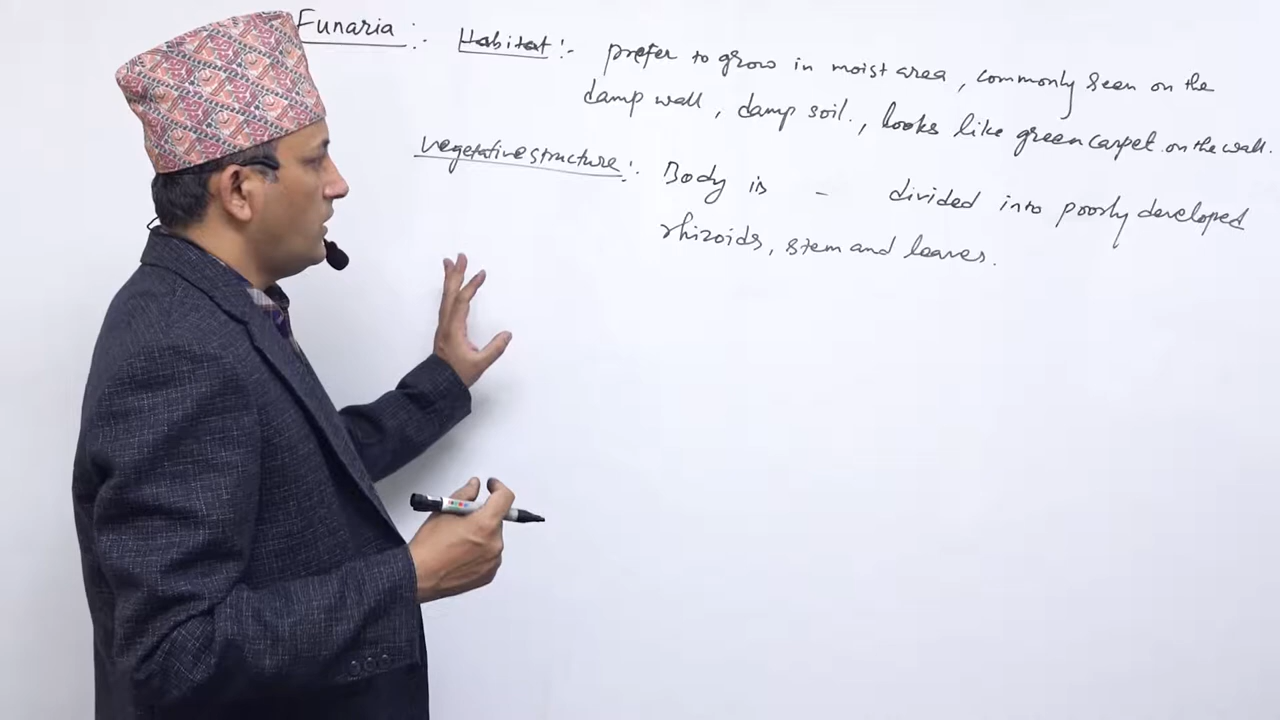 Funaria :- Habitat :- prefer to grow in moist area, commonly seen on the
damp wall, damp soil., looks like green carpet on the wall.
vegetative structure :- Body is - divided into poorly developed
rhizoids, stem and leaves.